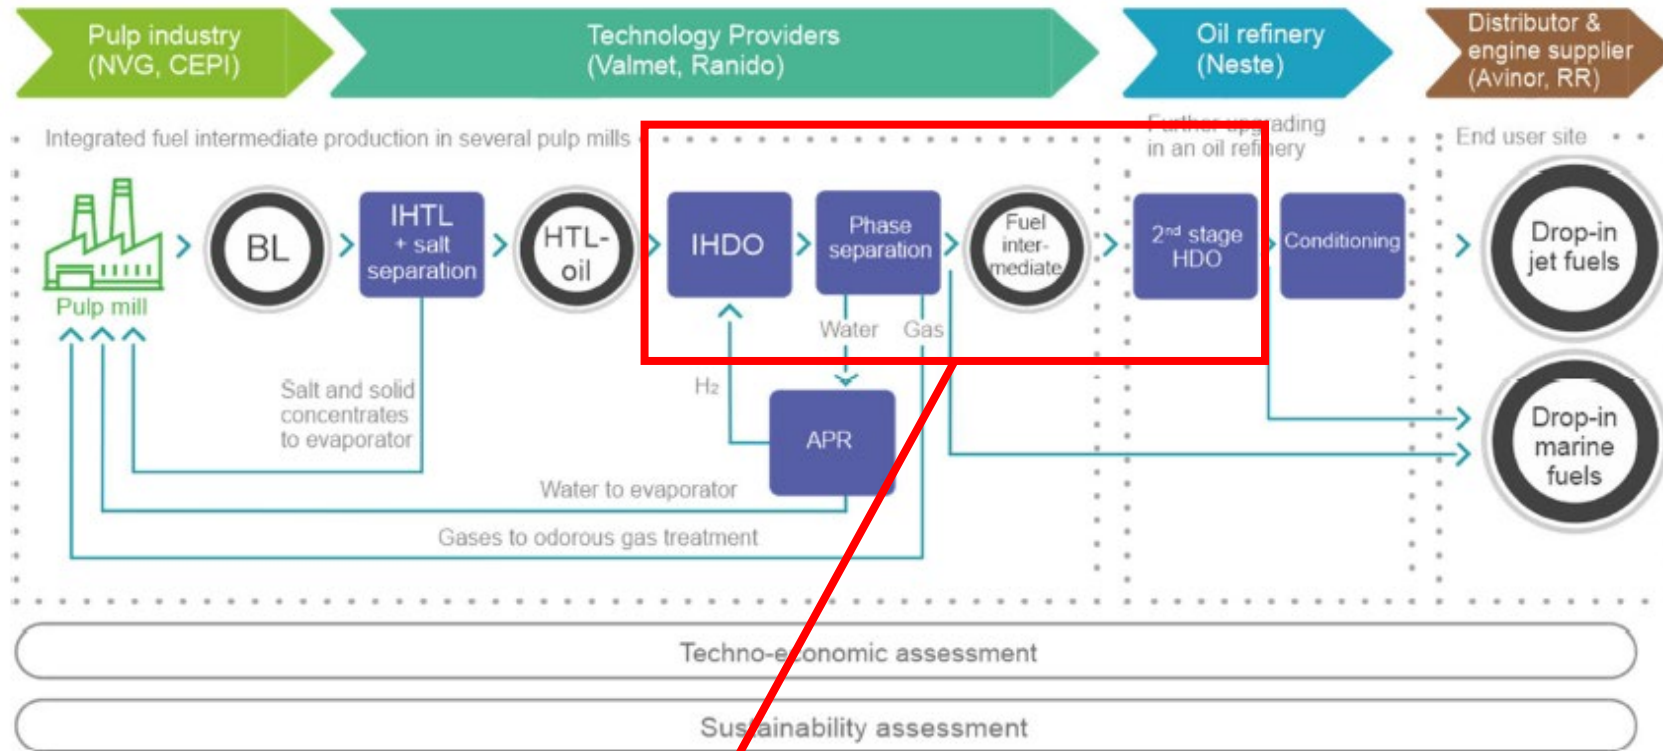 Pulp industry
(NVG, CEPI)
Technology Providers
(Valmet, Ranido)
Oil refinery
(Neste)
Distributor &
engine supplier
(Avinor, RR)
Integrated fuel intermediate production in several pulp mills
Further upgrading
in an oil refinery
End user site
Pulp mill
BL
IHTL
+ salt
separation
HTL-
oil
IHDO
Phase
separation
Fuel
inter-
mediate
2nd stage
HDO
Conditioning
Drop-in
jet fuels
Water
Gas
H2
APR
Salt and solid
concentrates
to evaporator
Drop-in
marine
fuels
Water to evaporator
Gases to odorous gas treatment
Techno-economic assessment
Sustainability assessment